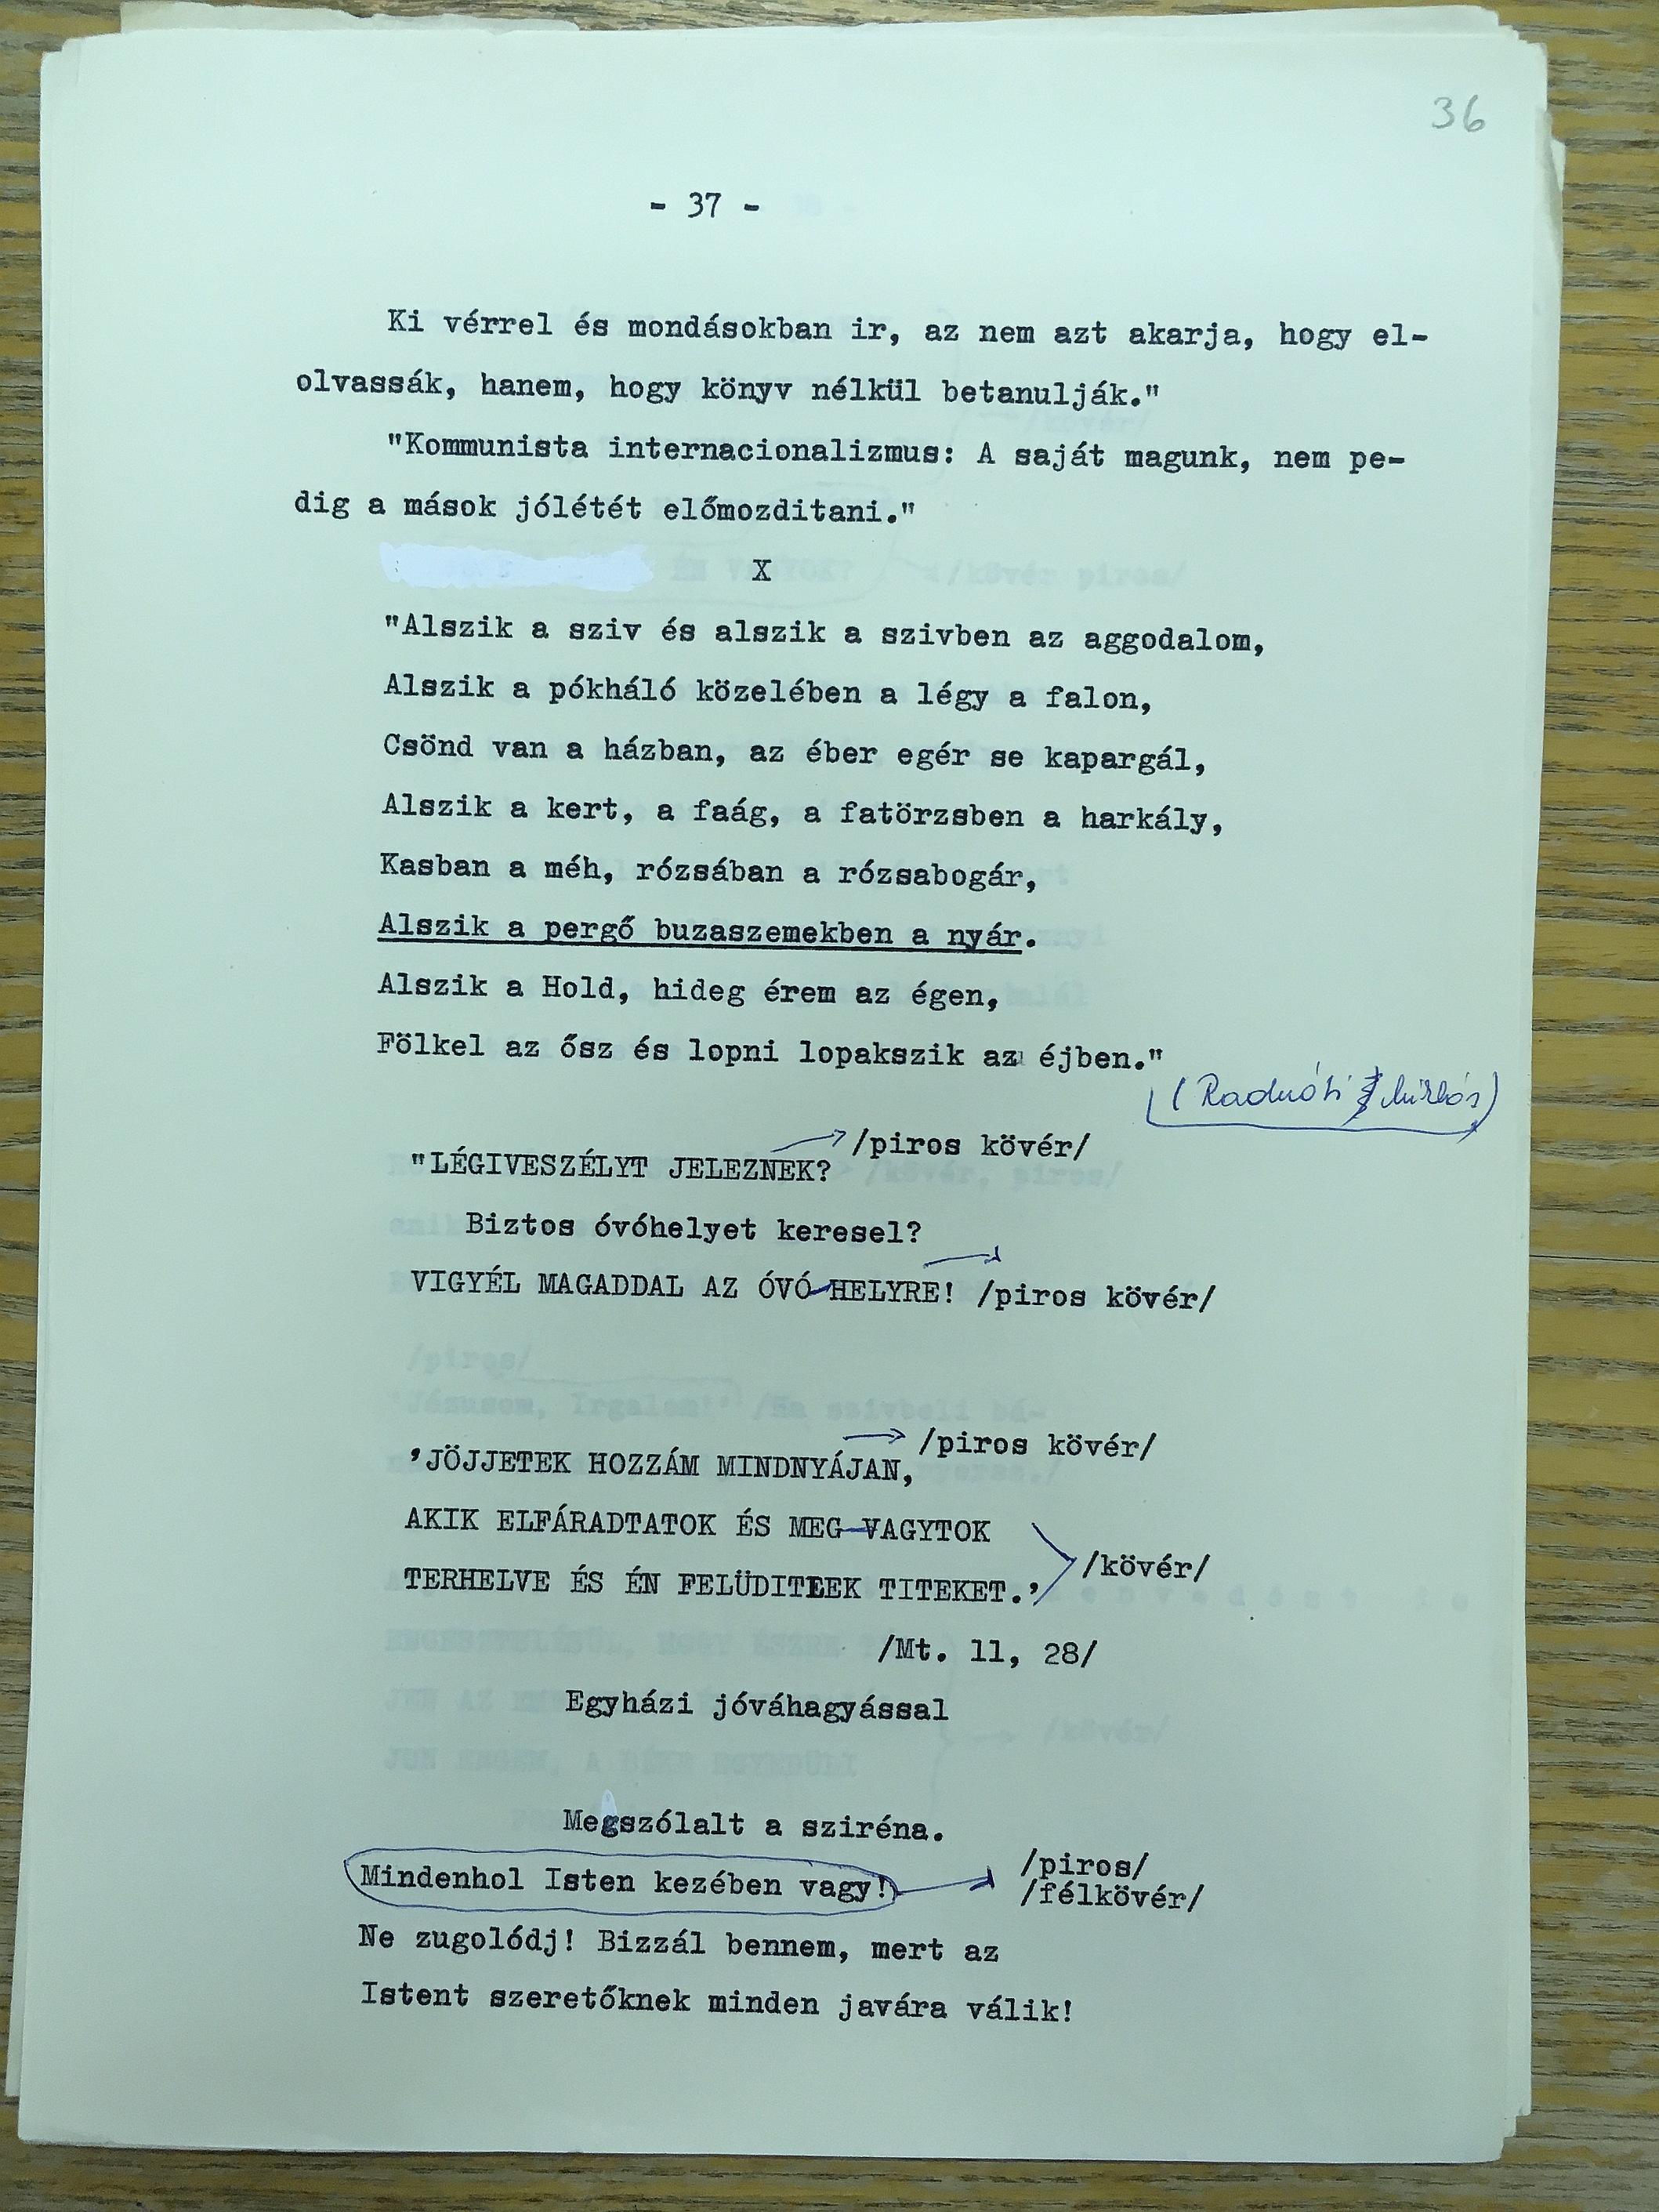 36
- 37 -
Ki vérrel és mondásokban ir, az nem azt akarja, hogy el-
olvassák, hanem, hogy könyv nélkül betanulják."
"Kommunista internacionalizmus: A saját magunk, nem pe-
dig a mások jólétét előmozditani."
X
"Alszik a sziv és alszik a szivben az aggodalom,
Alszik a pókháló közelében a légy a falon,
Csönd van a házban, az éber egér se kapargál,
Alszik a kert, a faág, a fatörzsben a harkály,
Kasban a méh, rózsában a rózsabogár,
Alszik a pergő buzaszemekben a nyár.
Alszik a Hold, hideg érem az égen,
Fölkel az ősz és lopni lopakszik az éjben."
(Radnóti Miklós)
/piros kövér/
"LÉGIVESZÉLYT JELEZNEK?
Biztos óvóhelyet keresel?
VIGYÉL MAGADDAL AZ ÓVÓ-HELYRE! /piros kövér/
/piros kövér/
'JÖJJETEK HOZZÁM MINDNYÁJAN,
AKIK ELFÁRADTATOK ÉS MEG-VAGYTOK
/kövér/
TERHELVE ÉS ÉN FELÜDITLEK TITEKET.'
/Mt. 11, 28/
Egyházi jóváhagyással
Megszólalt a sziréna.
Mindenhol Isten kezében vagy! /piros/
/félkövér/
Ne zugolódj! Bizzál bennem, mert az
Istent szeretőknek minden javára válik!